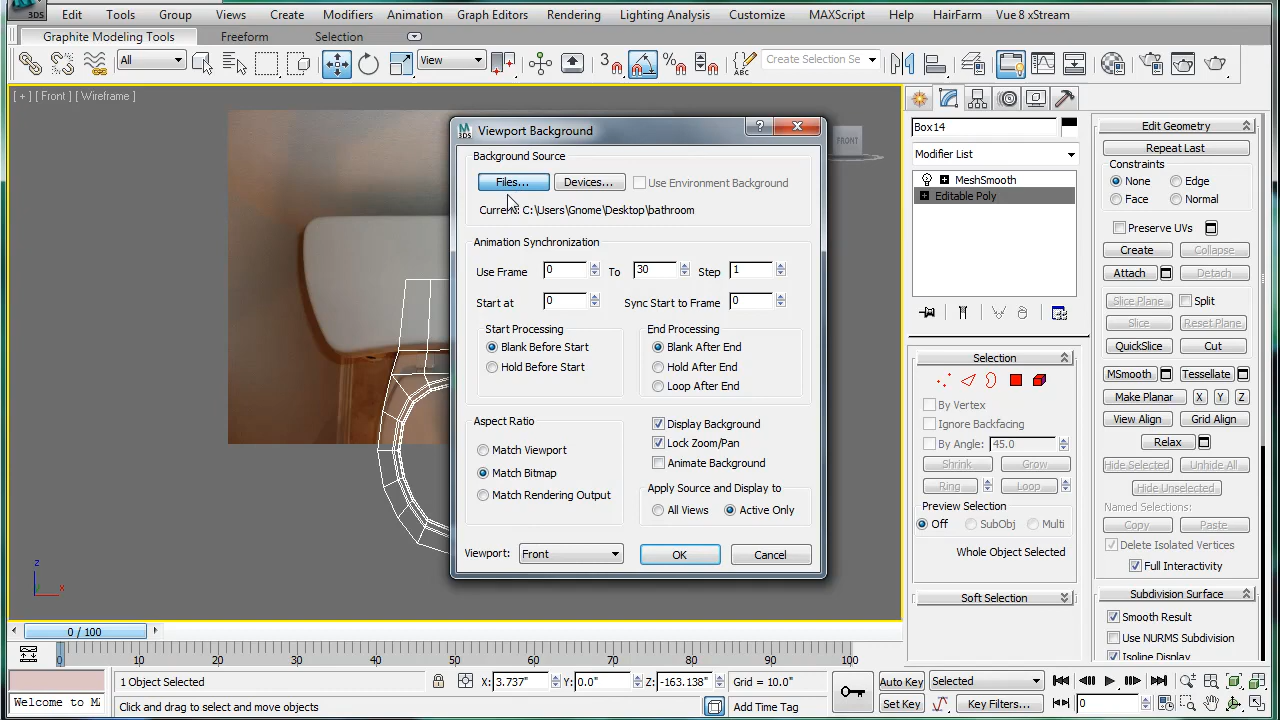 3DS Edit Tools Group Views Create Modifiers Animation Graph Editors Rendering Lighting Analysis Customize MAXScript Help HairFarm Vue 8 xStream
Graphite Modeling Tools Freeform Selection
All View 3 Create Selection Se
[ + ] [ Front ] [ Wireframe ]
FRONT
Viewport Background
Background Source
Files... Devices... Use Environment Background
Current: C:\Users\Gnome\Desktop\bathroom
Animation Synchronization
Use Frame 0 To 30 Step 1
Start at 0 Sync Start to Frame 0
Start Processing End Processing
Blank Before Start Blank After End
Hold Before Start Hold After End
Loop After End
Aspect Ratio Display Background
Match Viewport Lock Zoom/Pan
Match Bitmap Animate Background
Match Rendering Output Apply Source and Display to
All Views Active Only
Viewport: Front OK Cancel
Box14
Modifier List
MeshSmooth
Editable Poly
Selection
By Vertex
Ignore Backfacing
By Angle: 45.0
Shrink Grow
Ring Loop
Preview Selection
Off SubObj Multi
Whole Object Selected
Soft Selection
Edit Geometry
Repeat Last
Constraints
None Edge
Face Normal
Preserve UVs
Create Collapse
Attach Detach
Slice Plane Split
Slice Reset Plane
QuickSlice Cut
MSmooth Tessellate
Make Planar X Y Z
View Align Grid Align
Relax
Hide Selected Unhide All
Hide Unselected
Named Selections:
Copy Paste
Delete Isolated Vertices
Full Interactivity
Subdivision Surface
Smooth Result
Use NURMS Subdivision
Isoline Display
z
x
0 / 100
0 10 20 30 40 50 60 70 80 90 100
1 Object Selected X: 3.737" Y: 0.0" Z: -163.138" Grid = 10.0" Auto Key Selected
Welcome to M Click and drag to select and move objects Add Time Tag Set Key Key Filters... 0